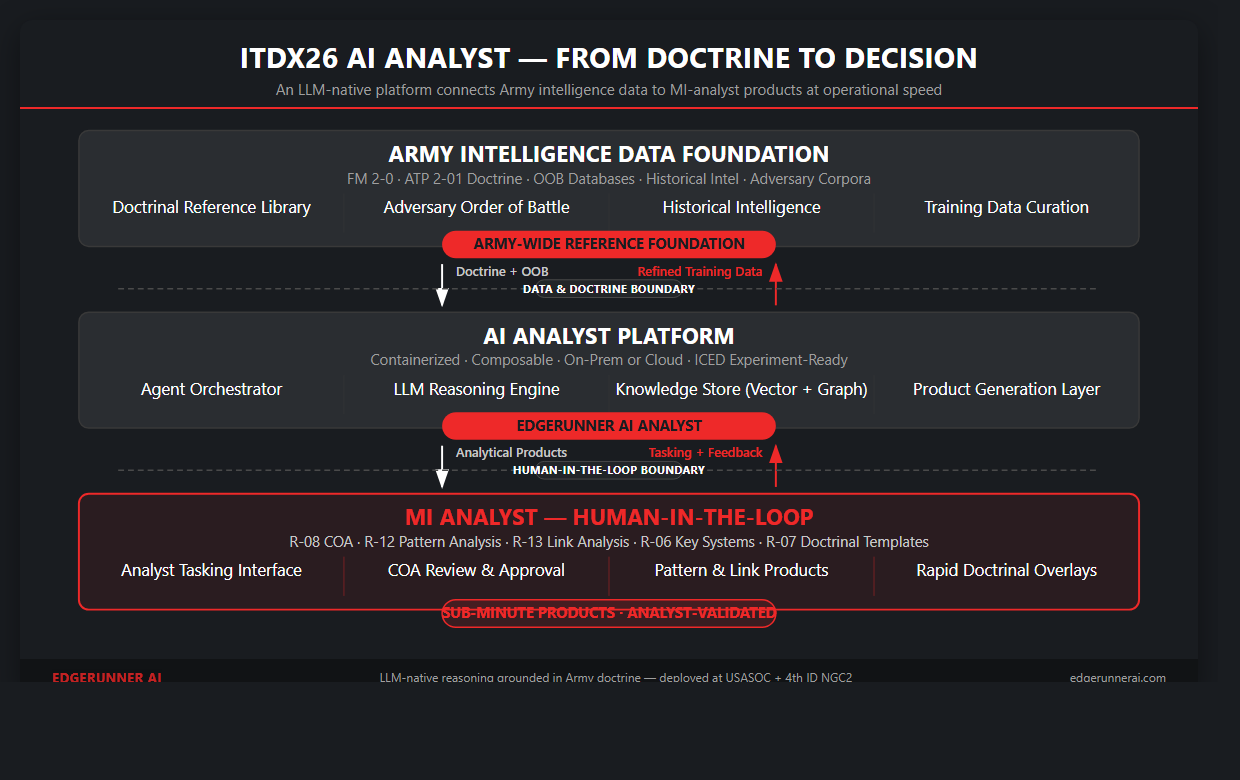 ITDX26 AI ANALYST — FROM DOCTRINE TO DECISION
An LLM-native platform connects Army intelligence data to MI-analyst products at operational speed
ARMY INTELLIGENCE DATA FOUNDATION
FM 2-0 · ATP 2-01 Doctrine · OOB Databases · Historical Intel · Adversary Corpora
Doctrinal Reference Library Adversary Order of Battle Historical Intelligence Training Data Curation
ARMY-WIDE REFERENCE FOUNDATION
Doctrine + OOB Refined Training Data
DATA & DOCTRINE BOUNDARY
AI ANALYST PLATFORM
Containerized · Composable · On-Prem or Cloud · ICED Experiment-Ready
Agent Orchestrator LLM Reasoning Engine Knowledge Store (Vector + Graph) Product Generation Layer
EDGERUNNER AI ANALYST
Analytical Products Tasking + Feedback
HUMAN-IN-THE-LOOP BOUNDARY
MI ANALYST — HUMAN-IN-THE-LOOP
R-08 COA · R-12 Pattern Analysis · R-13 Link Analysis · R-06 Key Systems · R-07 Doctrinal Templates
Analyst Tasking Interface COA Review & Approval Pattern & Link Products Rapid Doctrinal Overlays
SUB-MINUTE PRODUCTS · ANALYST-VALIDATED
EDGERUNNER AI LLM-native reasoning grounded in Army doctrine — deployed at USASOC + 4th ID NGC2 edgerunnerai.com